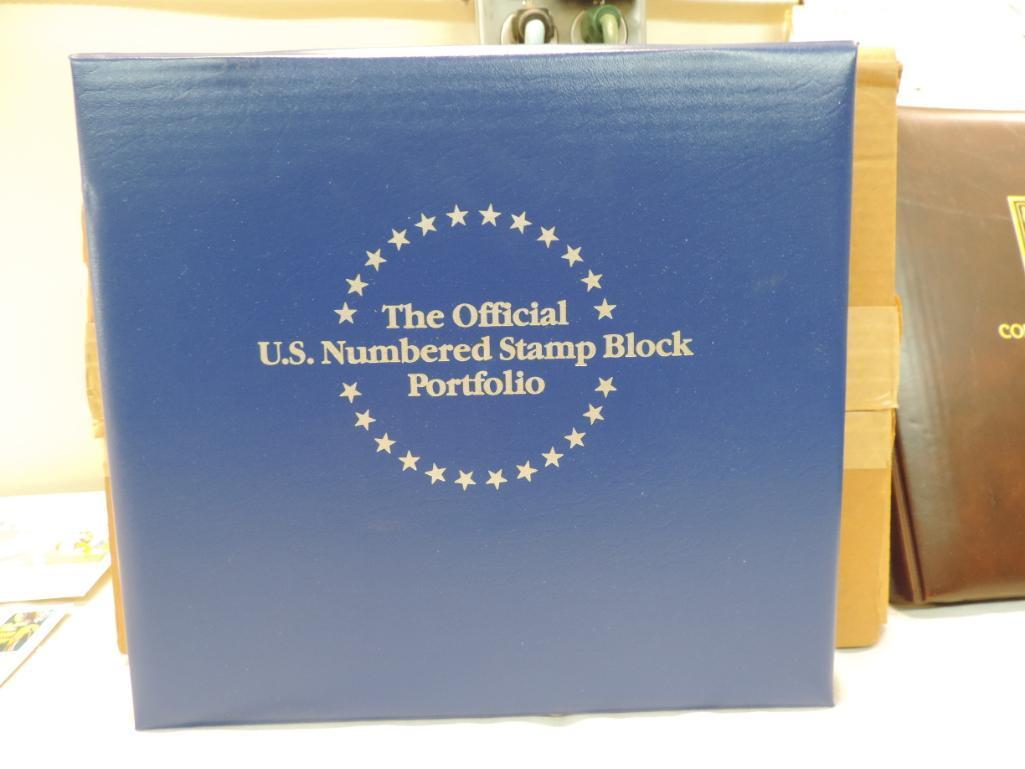 The Official
U.S. Numbered Stamp Block
Portfolio